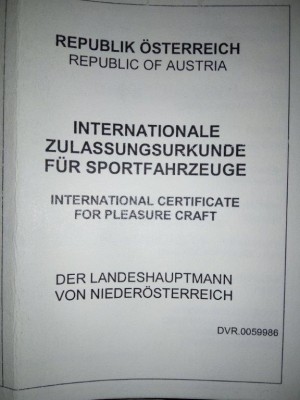 REPUBLIK ÖSTERREICH
REPUBLIC OF AUSTRIA
INTERNATIONALE
ZULASSUNGSURKUNDE
FÜR SPORTFAHRZEUGE
INTERNATIONAL CERTIFICATE
FOR PLEASURE CRAFT
DER LANDESHAUPTMANN
VON NIEDERÖSTERREICH
DVR.0059986